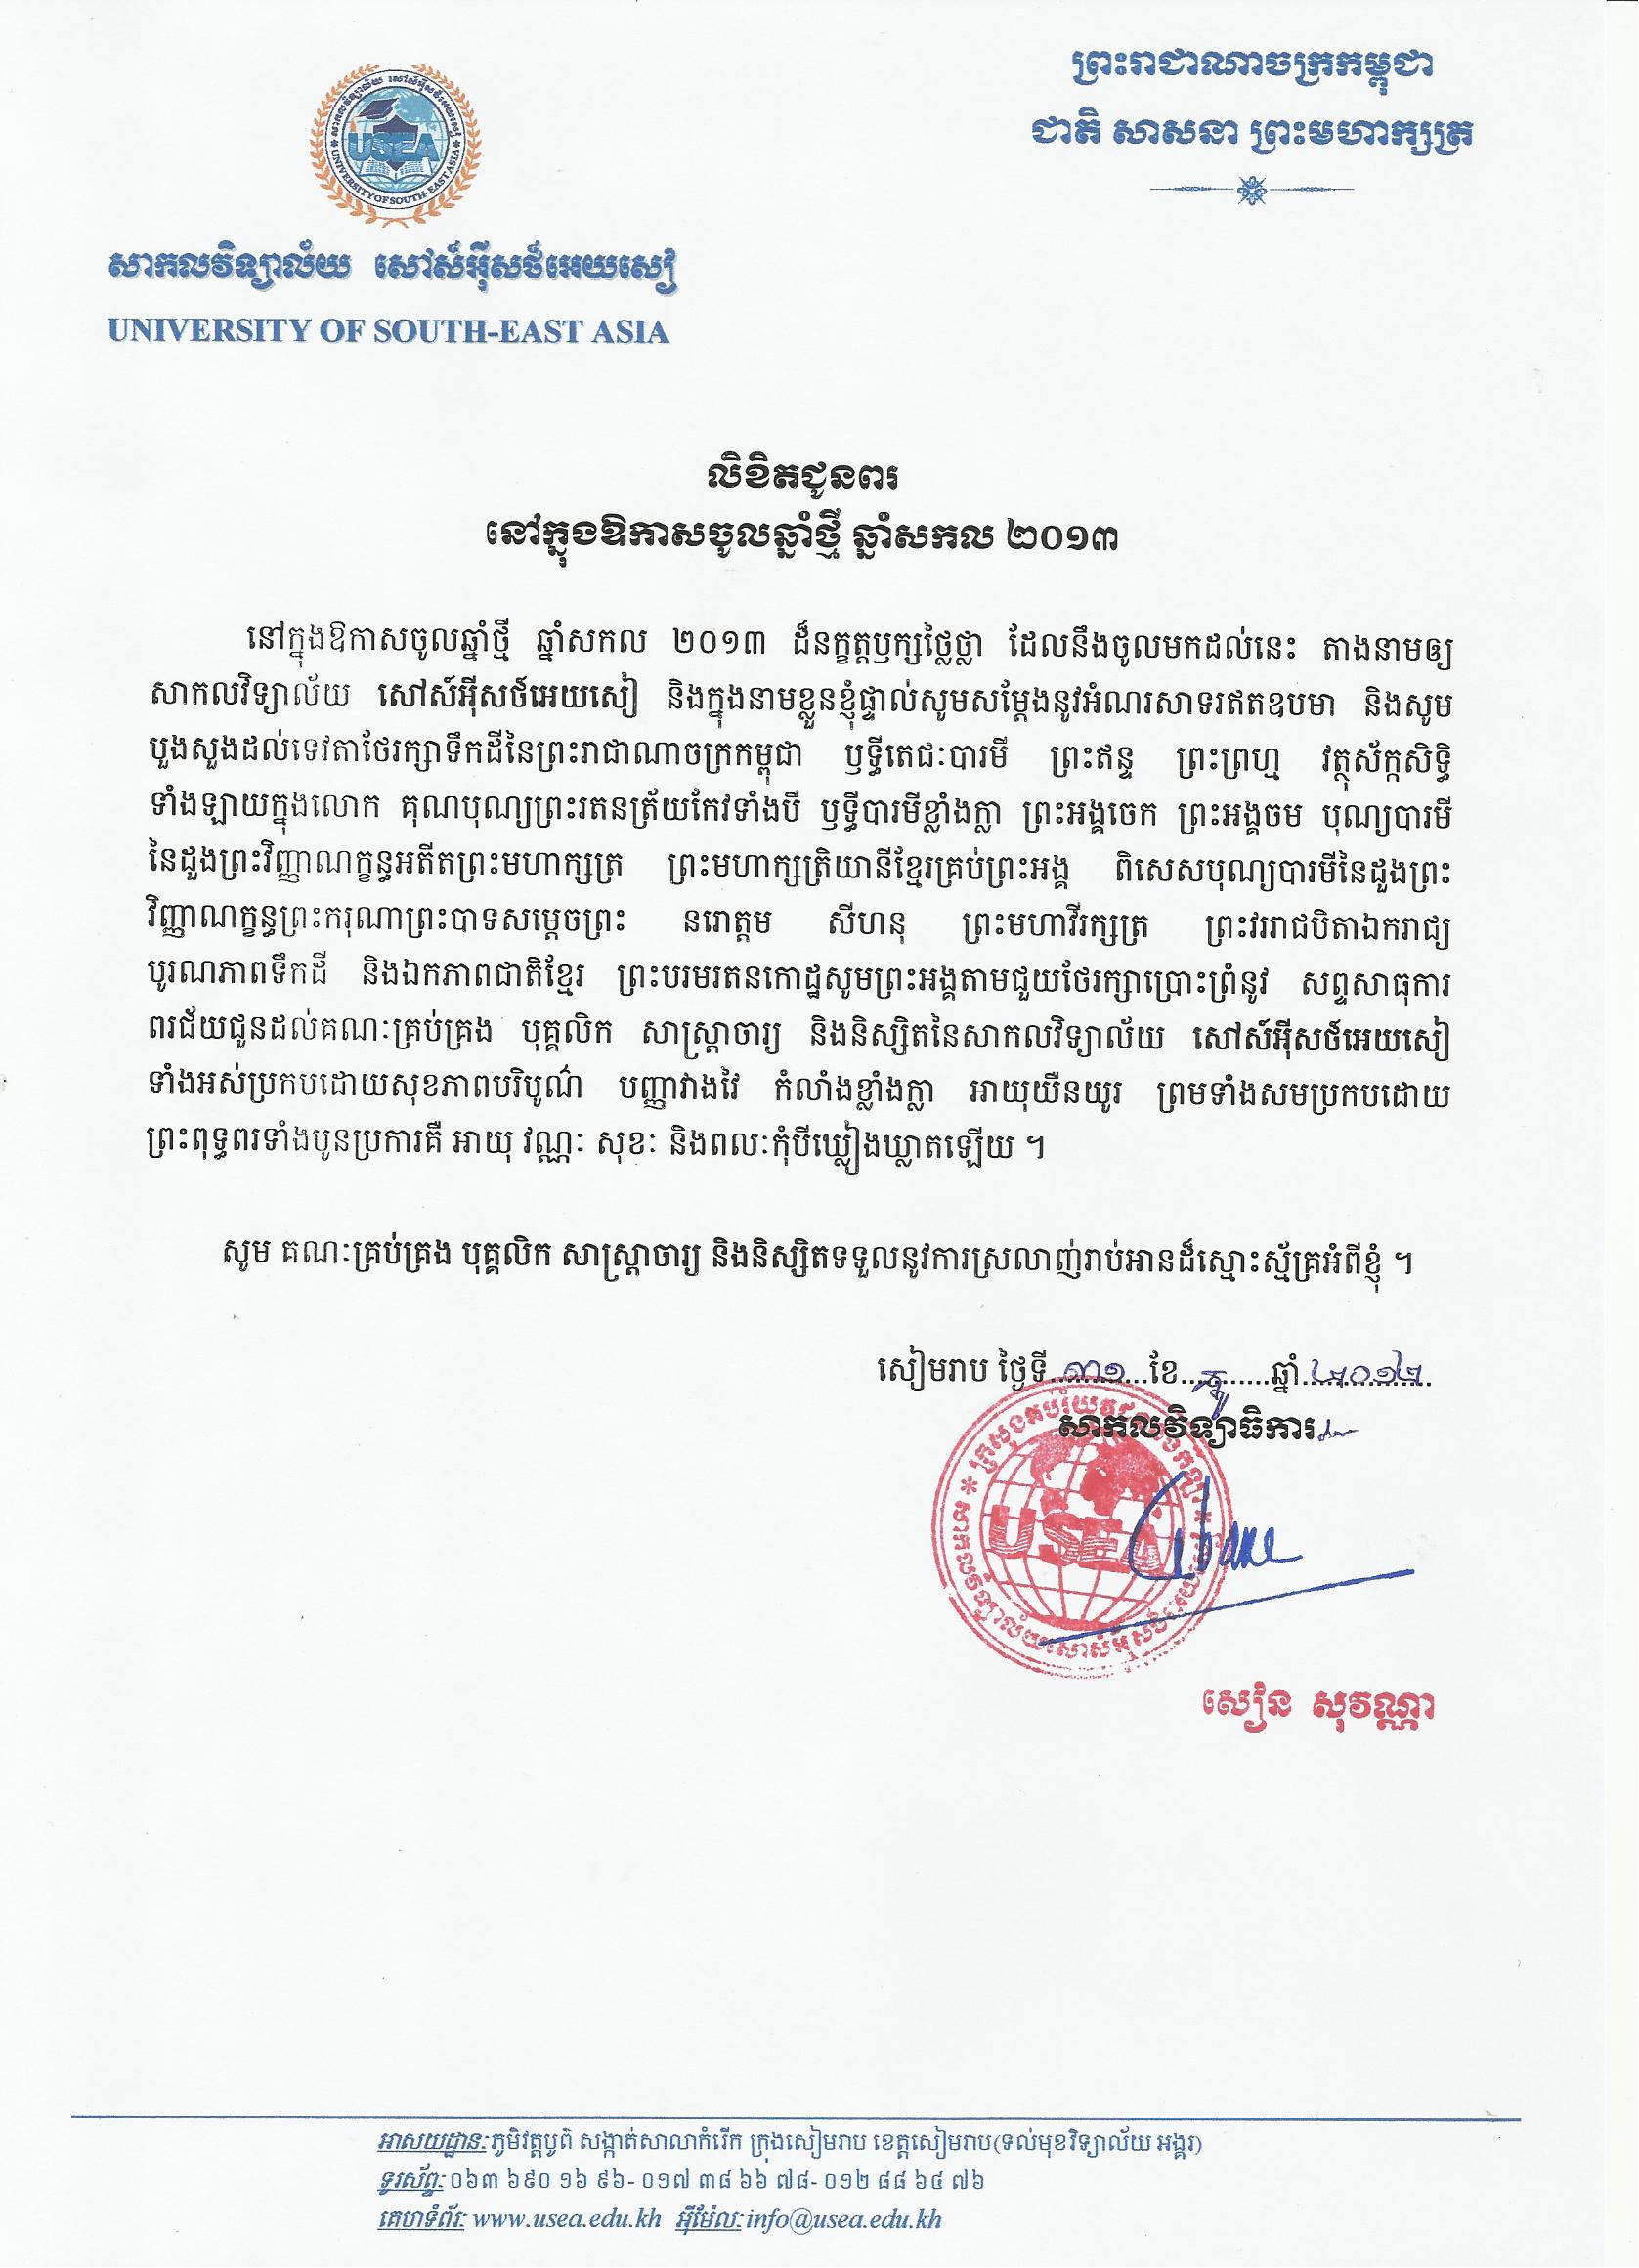 ព្រះរាជាណាចក្រកម្ពុជា
ជាតិ សាសនា ព្រះមហាក្សត្រ
សាកលវិទ្យាល័យ សៅស៍អ៊ីសថ៍អេយសៀ
USEA
UNIVERSITY OF SOUTH-EAST ASIA
សាកលវិទ្យាល័យ សៅស៍អ៊ីសថ៍អេយសៀ
UNIVERSITY OF SOUTH-EAST ASIA
លិខិតជូនពរ
នៅក្នុងឱកាសចូលឆ្នាំថ្មី ឆ្នាំសកល ២០១៣
នៅក្នុងឱកាសចូលឆ្នាំថ្មី ឆ្នាំសកល ២០១៣ ដ៏នក្ខត្តឫក្សថ្លៃថ្លា ដែលនឹងចូលមកដល់នេះ តាងនាមឲ្យ
សាកលវិទ្យាល័យ សៅស៍អ៊ីសថ៍អេយសៀ និងក្នុងនាមខ្លួនខ្ញុំផ្ទាល់សូមសម្តែងនូវអំណរសាទរឥតឧបមា និងសូម
បួងសួងដល់ទេវតាថែរក្សាទឹកដីនៃព្រះរាជាណាចក្រកម្ពុជា ឫទ្ធីតេជៈបារមី ព្រះឥន្ទ ព្រះព្រហ្ម វត្ថុស័ក្កសិទ្ធិ
ទាំងឡាយក្នុងលោក គុណបុណ្យព្រះរតនត្រ័យកែវទាំងបី ឫទ្ធីបារមីខ្លាំងក្លា ព្រះអង្គចេក ព្រះអង្គចម បុណ្យបារមី
នៃដួងព្រះវិញ្ញាណក្ខន្ធអតីតព្រះមហាក្សត្រ ព្រះមហាក្សត្រិយានីខ្មែរគ្រប់ព្រះអង្គ ពិសេសបុណ្យបារមីនៃដួងព្រះ
វិញ្ញាណក្ខន្ធព្រះករុណាព្រះបាទសម្តេចព្រះ នរោត្តម សីហនុ ព្រះមហាវីរក្សត្រ ព្រះវររាជបិតាឯករាជ្យ
បូរណភាពទឹកដី និងឯកភាពជាតិខ្មែរ ព្រះបរមរតនកោដ្ឋសូមព្រះអង្គតាមជួយថែរក្សាប្រោះព្រំនូវ សព្ទសាធុការ
ពរជ័យជូនដល់គណៈគ្រប់គ្រង បុគ្គលិក សាស្ត្រាចារ្យ និងនិស្សិតនៃសាកលវិទ្យាល័យ សៅស៍អ៊ីសថ៍អេយសៀ
ទាំងអស់ប្រកបដោយសុខភាពបរិបូណ៌ បញ្ញាវាងវៃ កំលាំងខ្លាំងក្លា អាយុយឺនយូរ ព្រមទាំងសមប្រកបដោយ
ព្រះពុទ្ធពរទាំងបូនប្រការគឺ អាយុ វណ្ណៈ សុខៈ និងពលៈកុំបីឃ្លៀងឃ្លាតឡើយ ។
សូម គណៈគ្រប់គ្រង បុគ្គលិក សាស្ត្រាចារ្យ និងនិស្សិតទទួលនូវការស្រលាញ់រាប់អានដ៏ស្មោះស្ម័គ្រអំពីខ្ញុំ ។
សៀមរាប ថ្ងៃទី ៣១ ខែ ធ្នូ ឆ្នាំ ២០១២
សាកលវិទ្យាធិការ
USEA
សៀន សុវណ្ណា
អាសយដ្ឋានៈ ភូមិវត្តបូព៌ សង្កាត់សាលាកំរើក ក្រុងសៀមរាប ខេត្តសៀមរាប(ទល់មុខវិទ្យាល័យ អង្គរ)
ទូរស័ព្ទៈ ០៦៣ ៦៩០ ១៦ ៩៦- ០១៧ ៣៨ ៦៦ ៧៨- ០១២ ៨៨ ៦៤ ៧៦
គេហទំព័រៈ www.usea.edu.kh អ៊ីម៉ែលៈ info@usea.edu.kh